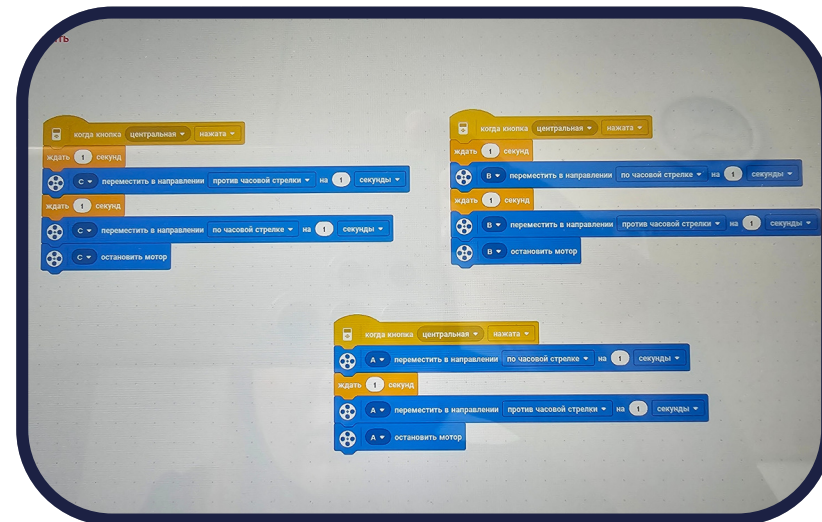 когда кнопка центральная нажата
ждать 1 секунд
C переместить в направлении против часовой стрелки на 1 секунды
ждать 1 секунд
C переместить в направлении по часовой стрелке на 1 секунды
C остановить мотор
когда кнопка центральная нажата
ждать 1 секунд
B переместить в направлении по часовой стрелке на 1 секунды
ждать 1 секунд
B переместить в направлении против часовой стрелки на 1 секунды
B остановить мотор
когда кнопка центральная нажата
A переместить в направлении по часовой стрелке на 1 секунды
ждать 1 секунд
A переместить в направлении против часовой стрелки на 1 секунды
A остановить мотор